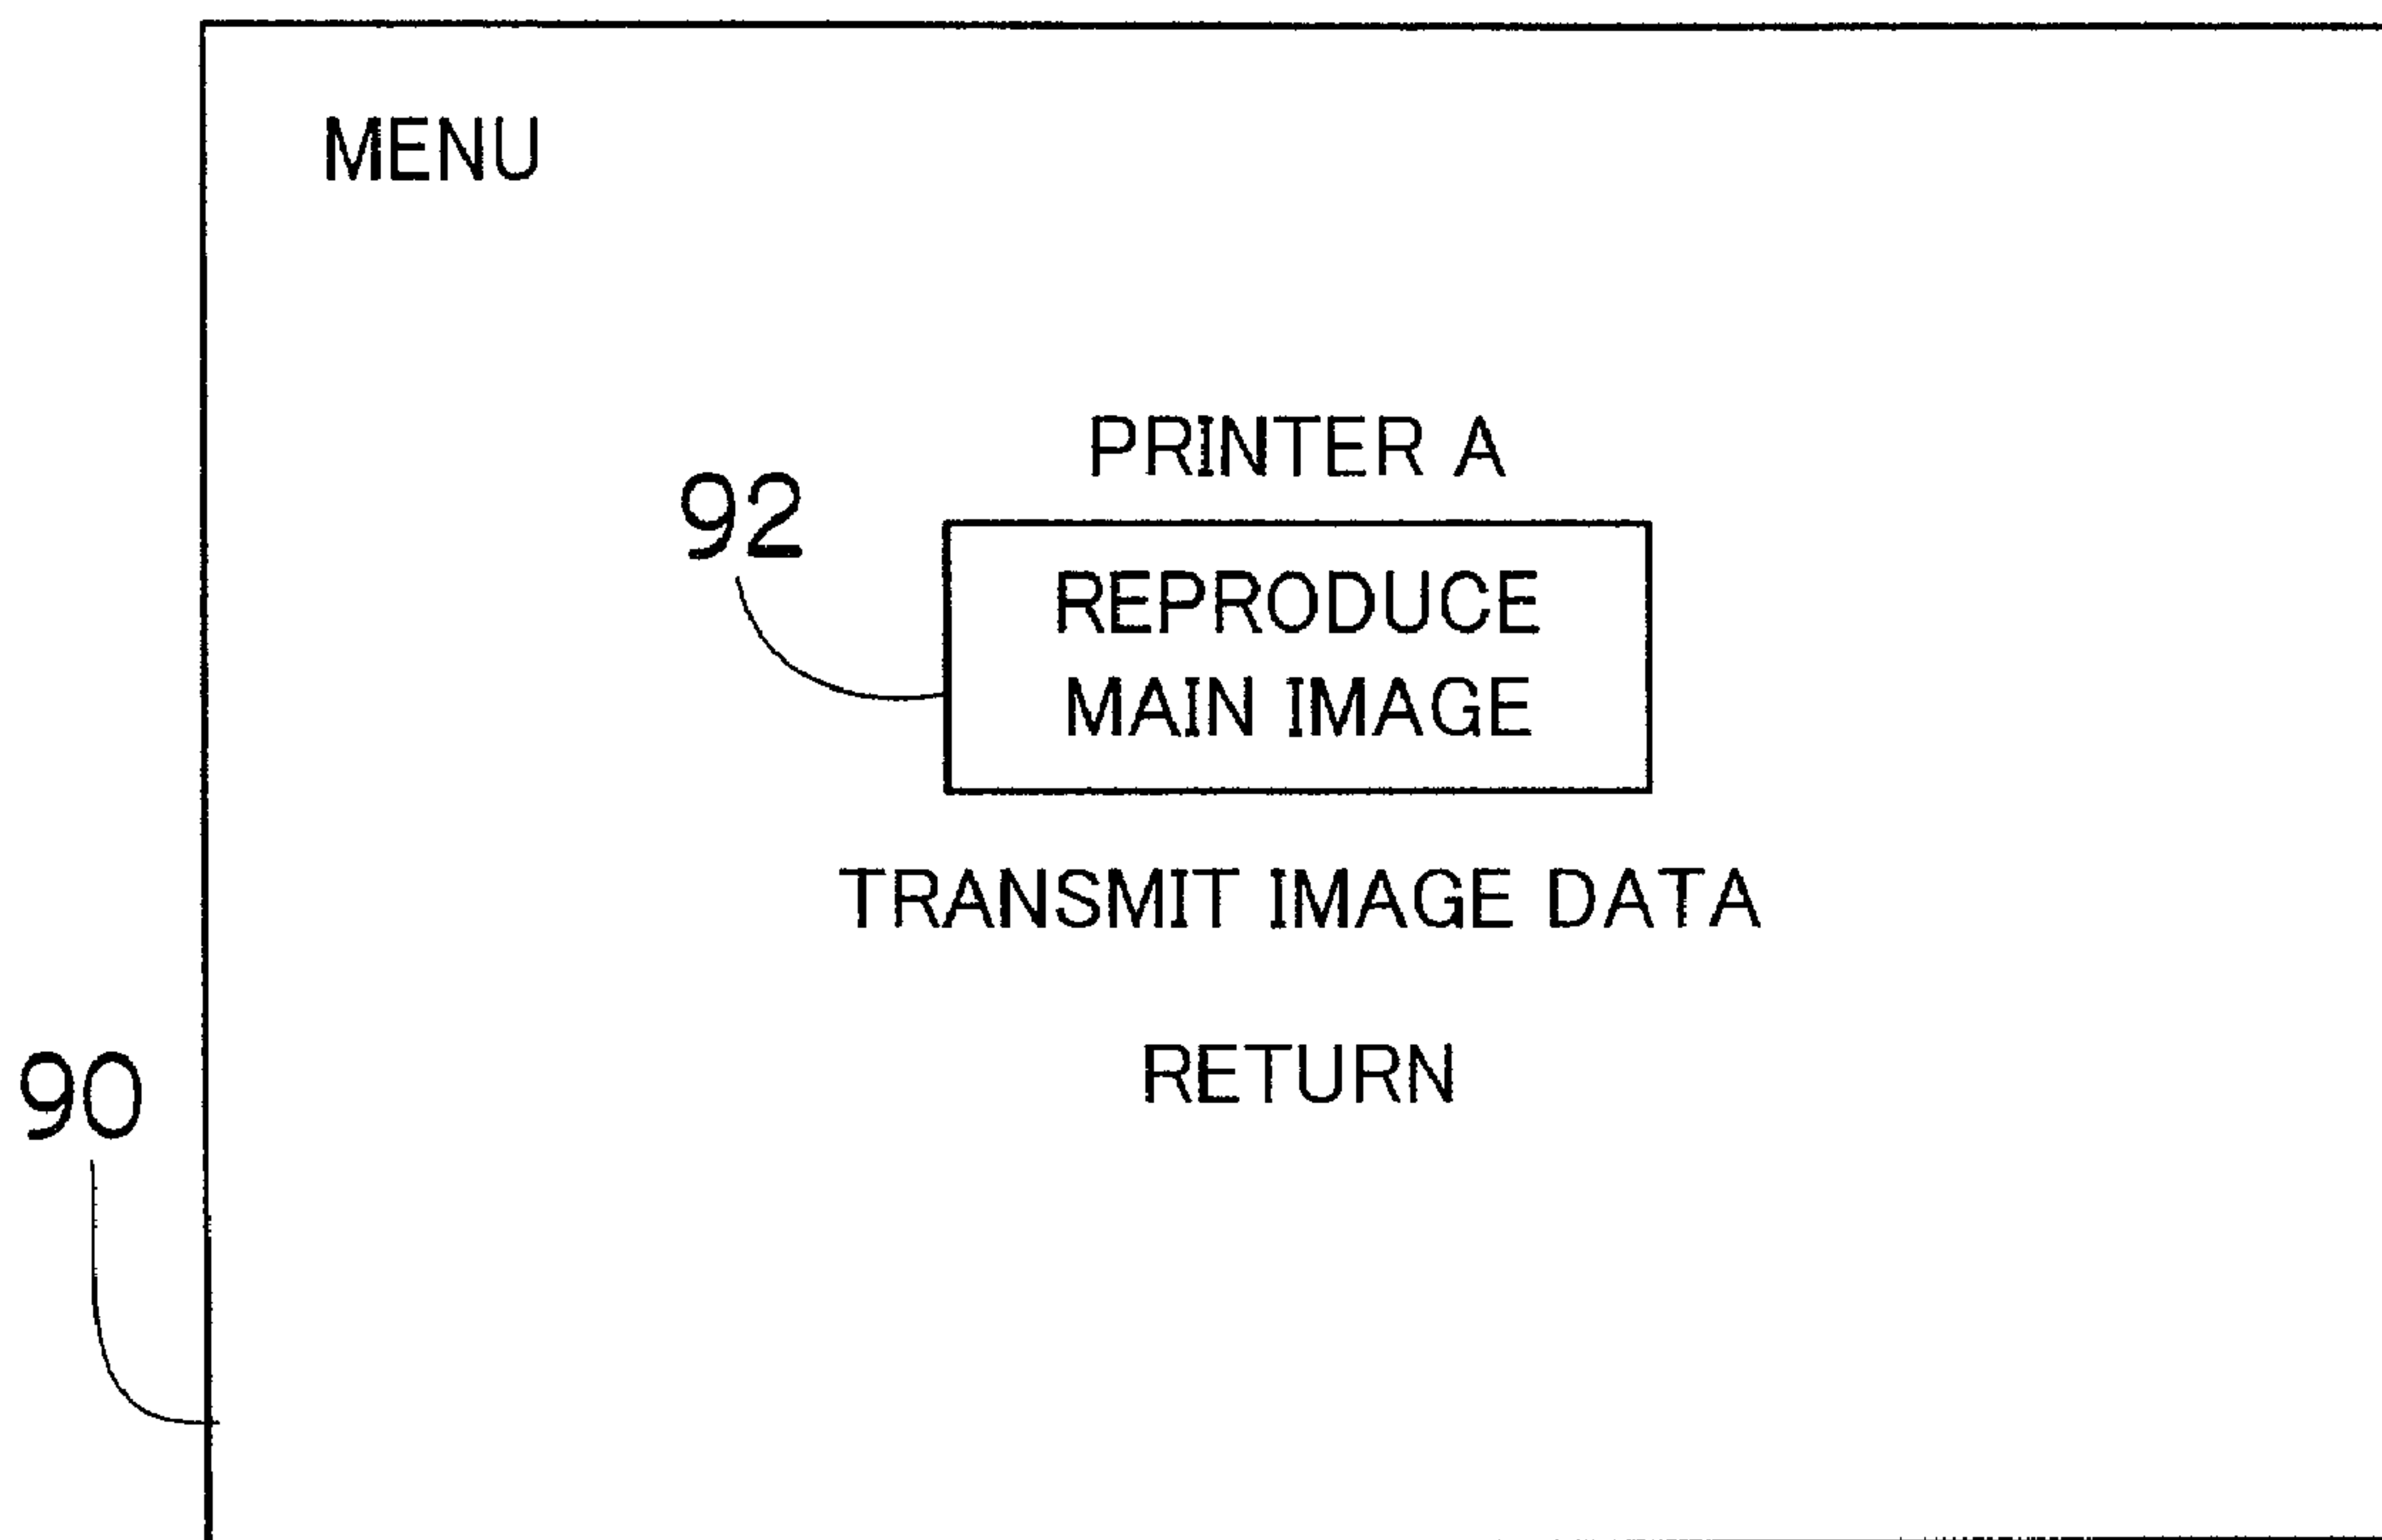 MENU
PRINTER A
92
REPRODUCE
MAIN IMAGE
TRANSMIT IMAGE DATA
90
RETURN